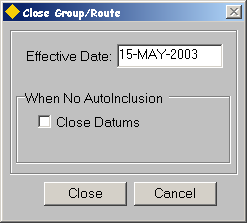 Close Group/Route
Effective Date: 15-MAY-2003
When No AutoInclusion
Close Datums
Close Cancel